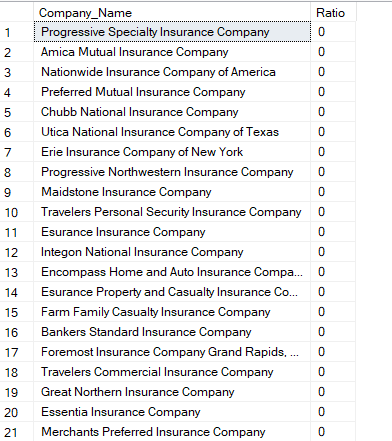 Company_Name Ratio
1 Progressive Specialty Insurance Company 0
2 Amica Mutual Insurance Company 0
3 Nationwide Insurance Company of America 0
4 Preferred Mutual Insurance Company 0
5 Chubb National Insurance Company 0
6 Utica National Insurance Company of Texas 0
7 Erie Insurance Company of New York 0
8 Progressive Northwestern Insurance Company 0
9 Maidstone Insurance Company 0
10 Travelers Personal Security Insurance Company 0
11 Esurance Insurance Company 0
12 Integon National Insurance Company 0
13 Encompass Home and Auto Insurance Compa... 0
14 Esurance Property and Casualty Insurance Co... 0
15 Farm Family Casualty Insurance Company 0
16 Bankers Standard Insurance Company 0
17 Foremost Insurance Company Grand Rapids, ... 0
18 Travelers Commercial Insurance Company 0
19 Great Northern Insurance Company 0
20 Essentia Insurance Company 0
21 Merchants Preferred Insurance Company 0